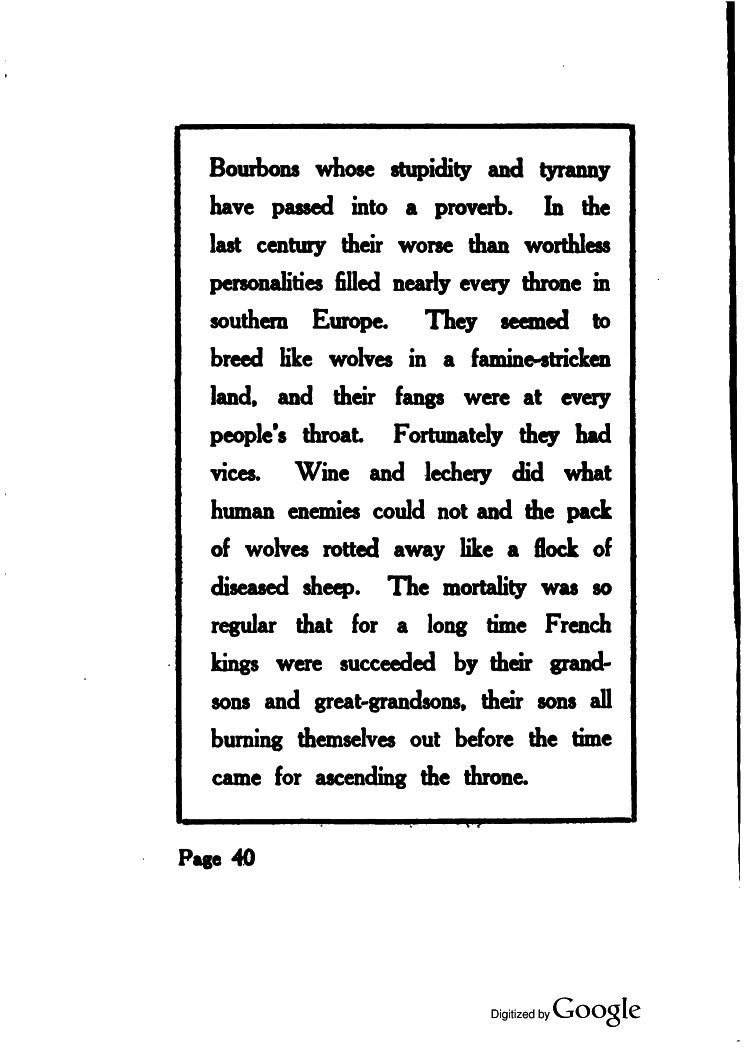 Bourbons whose stupidity and tyranny
have passed into a proverb. In the
last century their worse than worthless
personalities filled nearly every throne in
southern Europe. They seemed to
breed like wolves in a famine-stricken
land, and their fangs were at every
people's throat. Fortunately they had
vices. Wine and lechery did what
human enemies could not and the pack
of wolves rotted away like a flock of
diseased sheep. The mortality was so
regular that for a long time French
kings were succeeded by their grand-
sons and great-grandsons, their sons all
burning themselves out before the time
came for ascending the throne.
Page 40
Digitized by Google